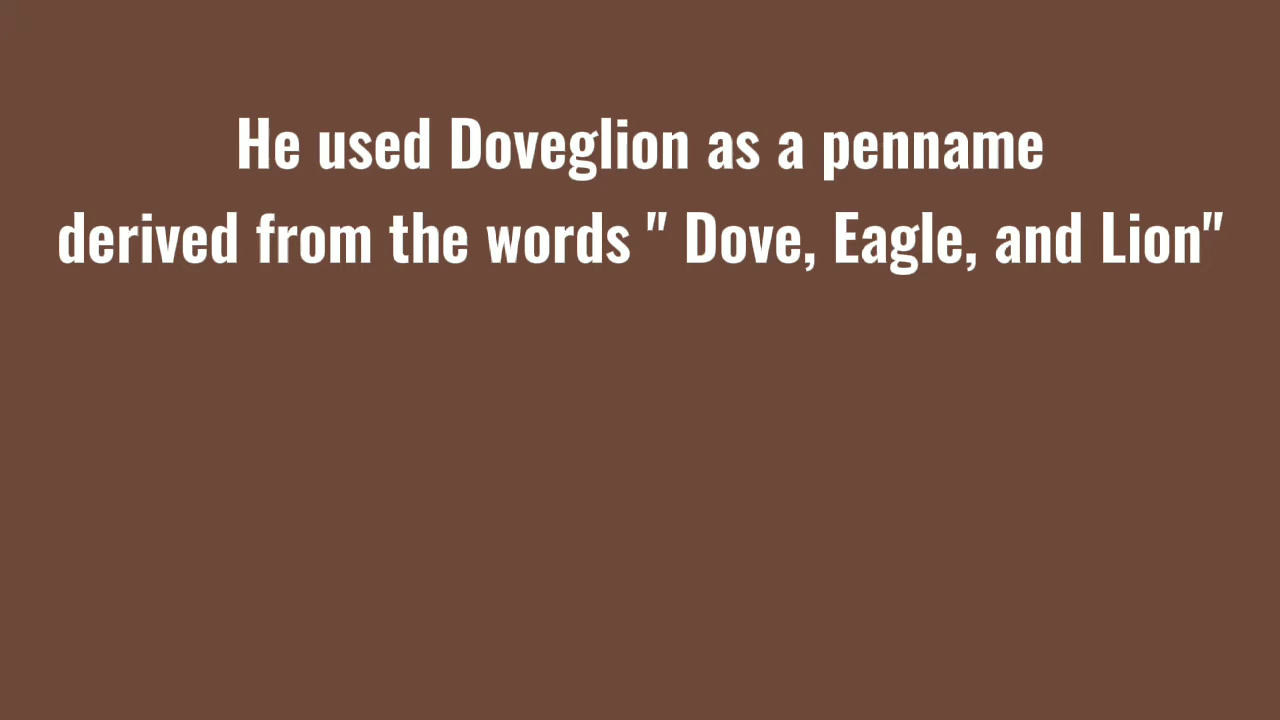 He used Doveglion as a penname
derived from the words " Dove, Eagle, and Lion"